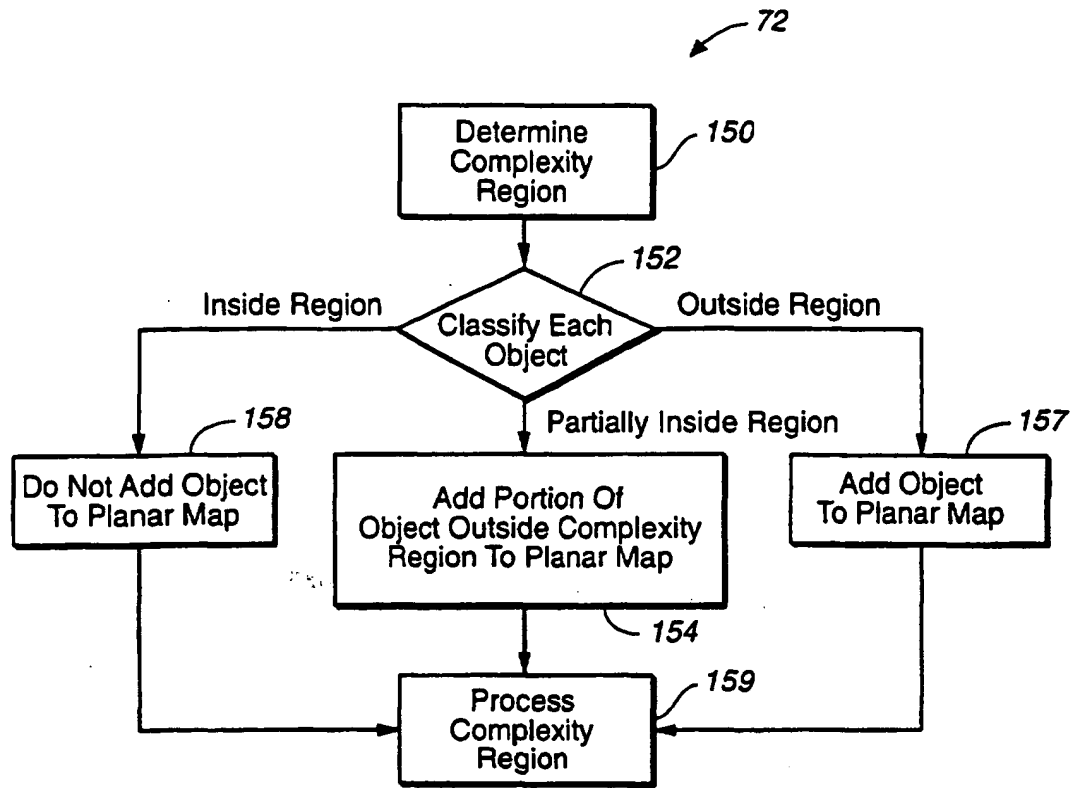 72
Determine
Complexity
Region
150
152
Inside Region
Classify Each
Object
Outside Region
Partially Inside Region
158
Do Not Add Object
To Planar Map
Add Portion Of
Object Outside Complexity
Region To Planar Map
154
157
Add Object
To Planar Map
Process
Complexity
Region
159